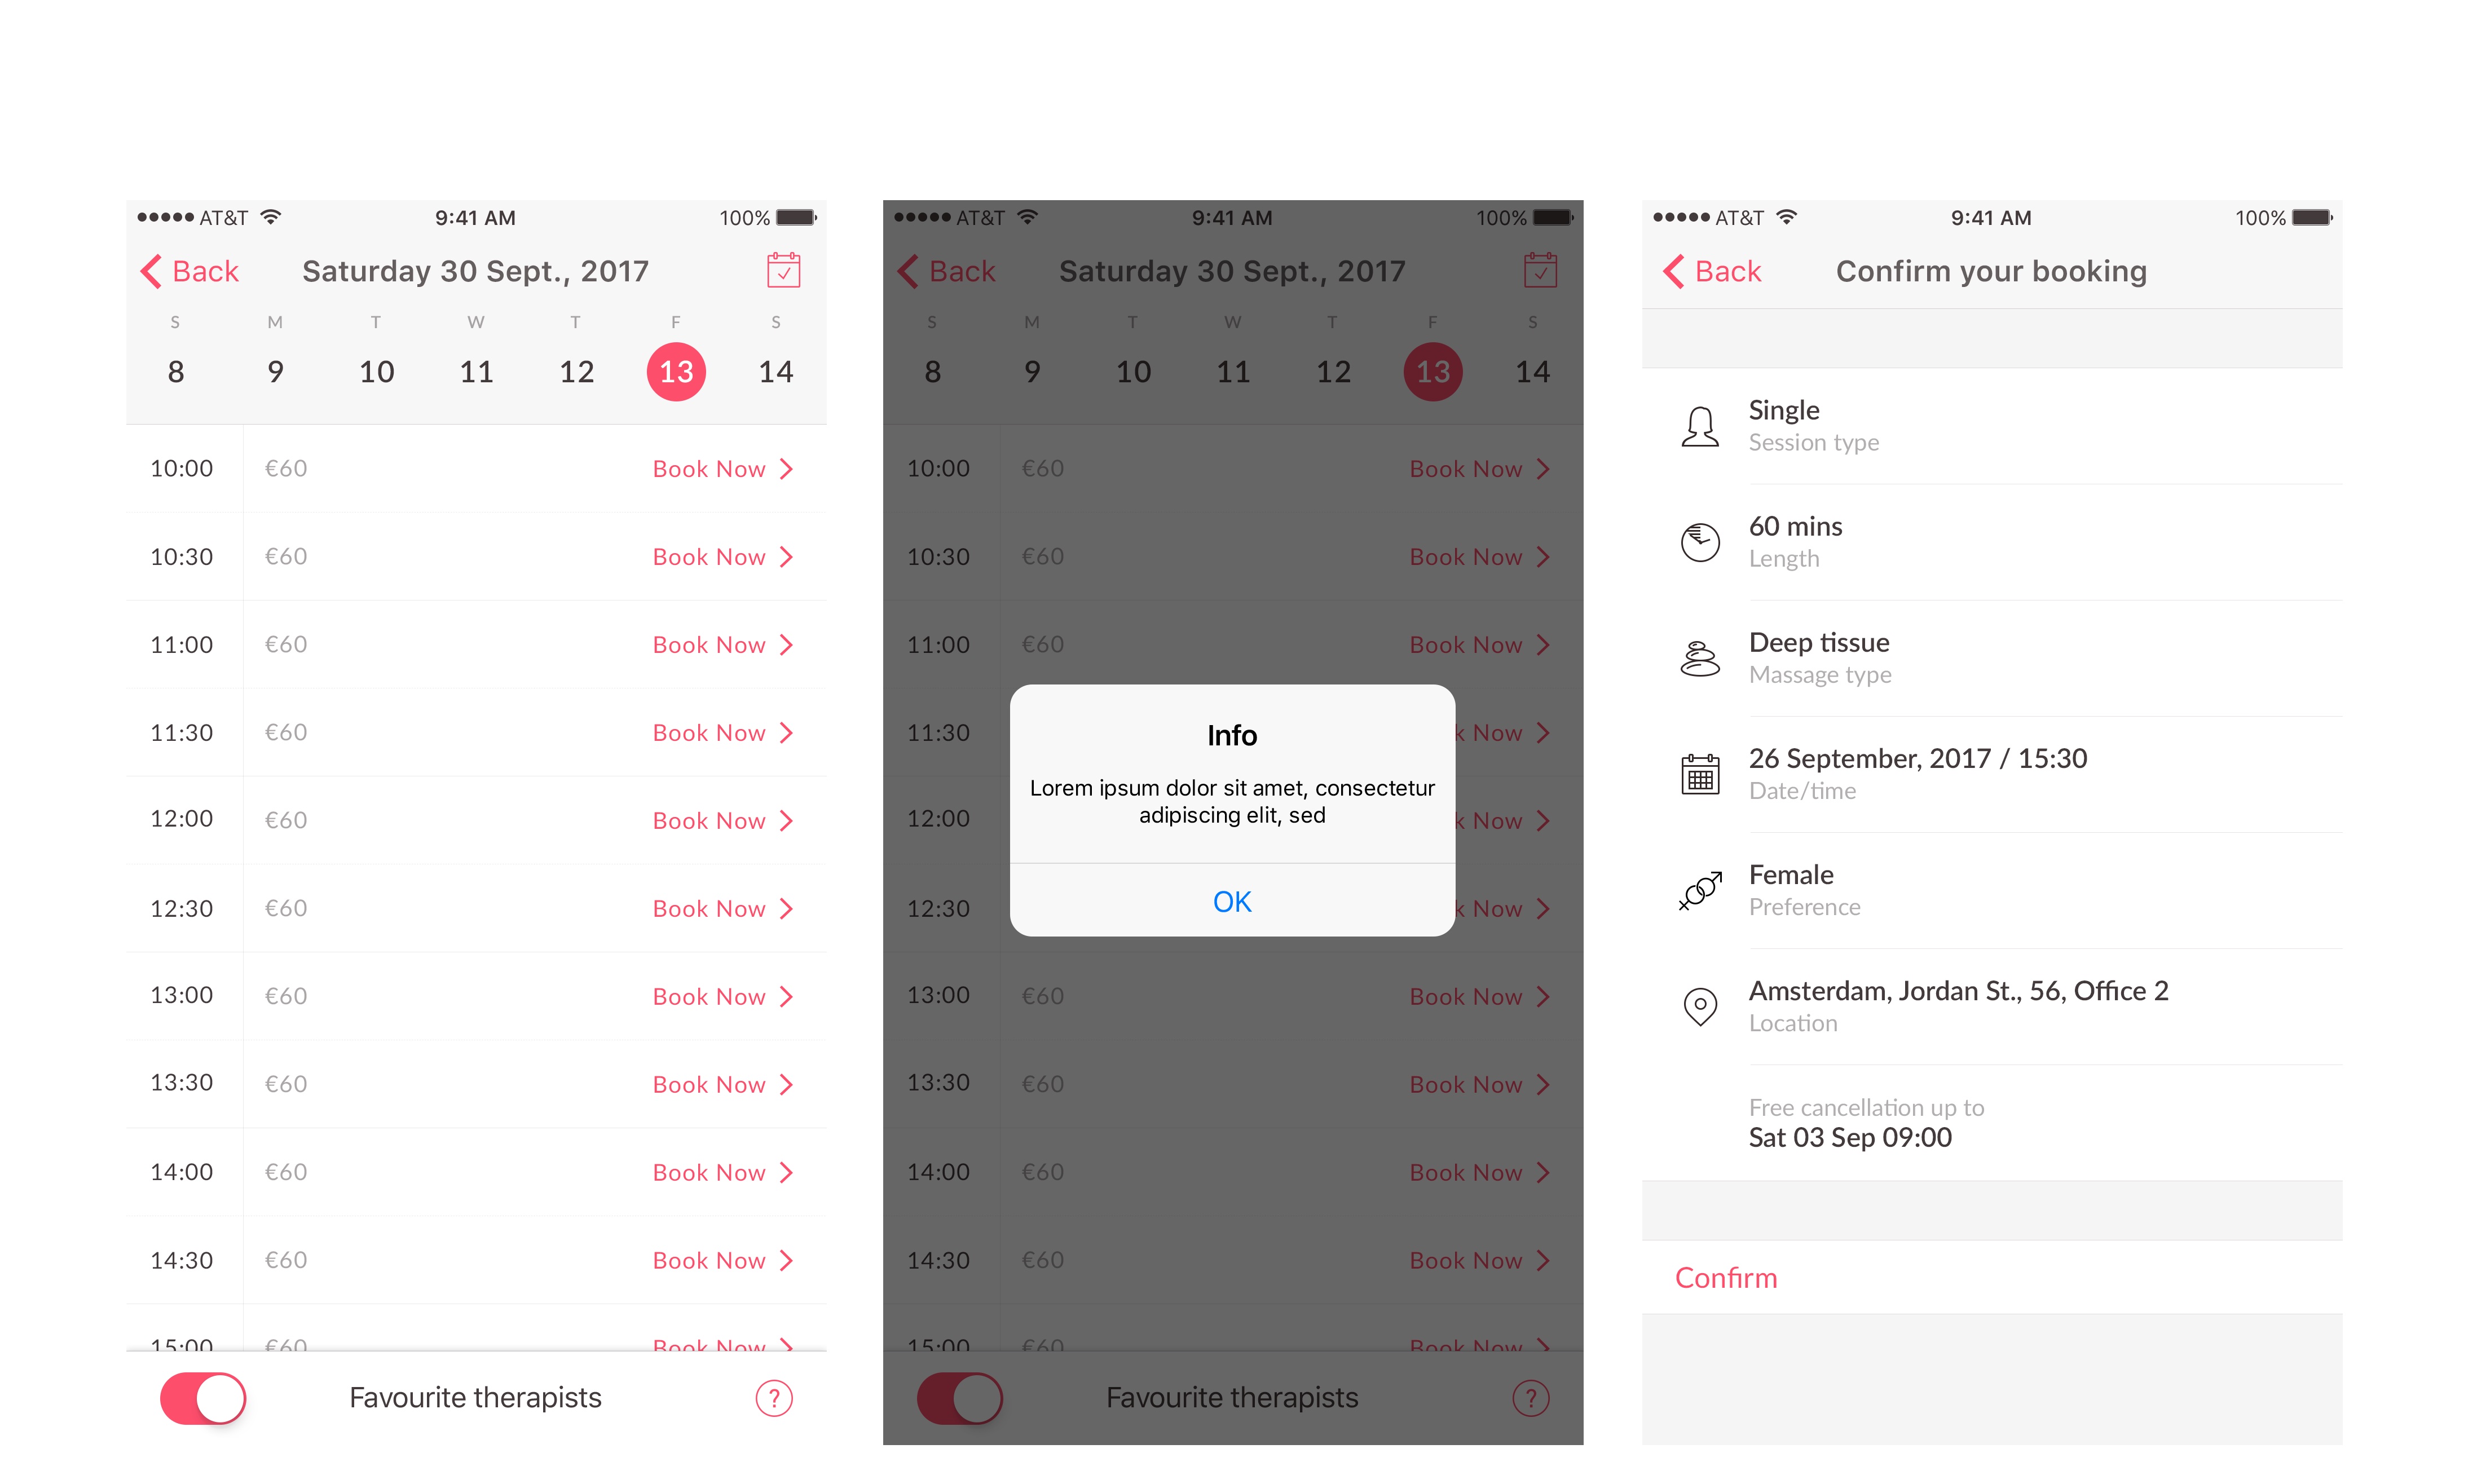 AT&T 9:41 AM 100%
Back Saturday 30 Sept., 2017
S M T W T F S
8 9 10 11 12 13 14
10:00 €60 Book Now
10:30 €60 Book Now
11:00 €60 Book Now
11:30 €60 Book Now
12:00 €60 Book Now
12:30 €60 Book Now
13:00 €60 Book Now
13:30 €60 Book Now
14:00 €60 Book Now
14:30 €60 Book Now
15:00 €60 Book Now
Favourite therapists ?
AT&T 9:41 AM 100%
Back Saturday 30 Sept., 2017
S M T W T F S
8 9 10 11 12 13 14
10:00 €60 Book Now
10:30 €60 Book Now
11:00 €60 Book Now
11:30 k Now
12:00 k Now
12:30 k Now
Info
Lorem ipsum dolor sit amet, consectetur
adipiscing elit, sed
OK
13:00 €60 Book Now
13:30 €60 Book Now
14:00 €60 Book Now
14:30 €60 Book Now
15:00 €60 Book Now
Favourite therapists ?
AT&T 9:41 AM 100%
Back Confirm your booking
Single
Session type
60 mins
Length
Deep tissue
Massage type
26 September, 2017 / 15:30
Date/time
Female
Preference
Amsterdam, Jordan St., 56, Office 2
Location
Free cancellation up to
Sat 03 Sep 09:00
Confirm